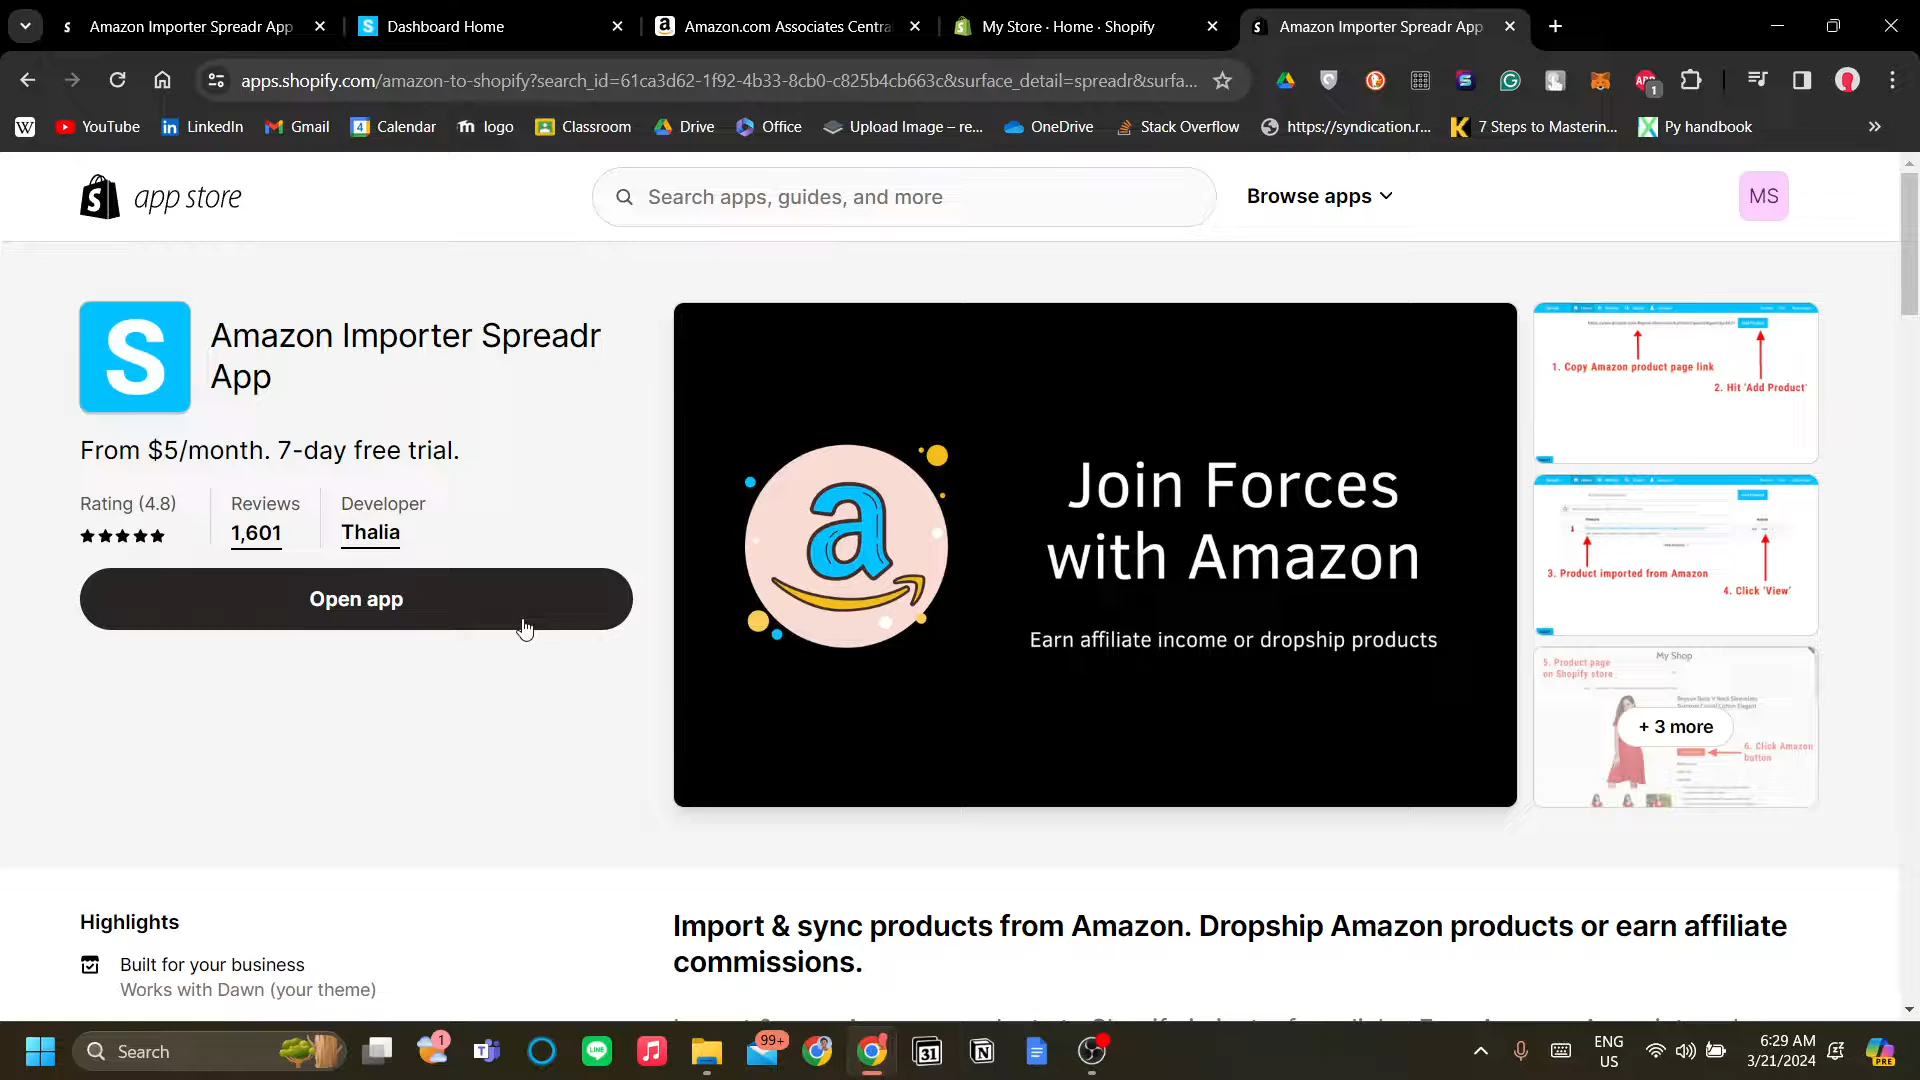 Amazon Importer Spreadr App
Dashboard Home
Amazon.com Associates Centra
My Store · Home · Shopify
Amazon Importer Spreadr App
apps.shopify.com/amazon-to-shopify?search_id=61ca3d62-1f92-4b33-8cb0-c825b4cb663c&surface_detail=spreadr&surfa...
1
YouTube
LinkedIn
Gmail
Calendar
logo
Classroom
Drive
Office
Upload Image – re...
OneDrive
Stack Overflow
https://syndication.r...
7 Steps to Masterin...
Py handbook
app store
Search apps, guides, and more
Browse apps
MS
Amazon Importer Spreadr
App
From $5/month. 7-day free trial.
Rating (4.8)
Reviews
1,601
Developer
Thalia
Open app
Join Forces
with Amazon
Earn affiliate income or dropship products
1. Copy Amazon product page link
2. Hit 'Add Product'
3. Product imported from Amazon
4. Click 'View'
My Shop
5. Product page
on Shopify store
+ 3 more
6. Click Amazon
button
Highlights
Built for your business
Works with Dawn (your theme)
Import & sync products from Amazon. Dropship Amazon products or earn affiliate
commissions.
Search
1
LINE
99+
31
ENG
US
6:29 AM
3/21/2024
PRE